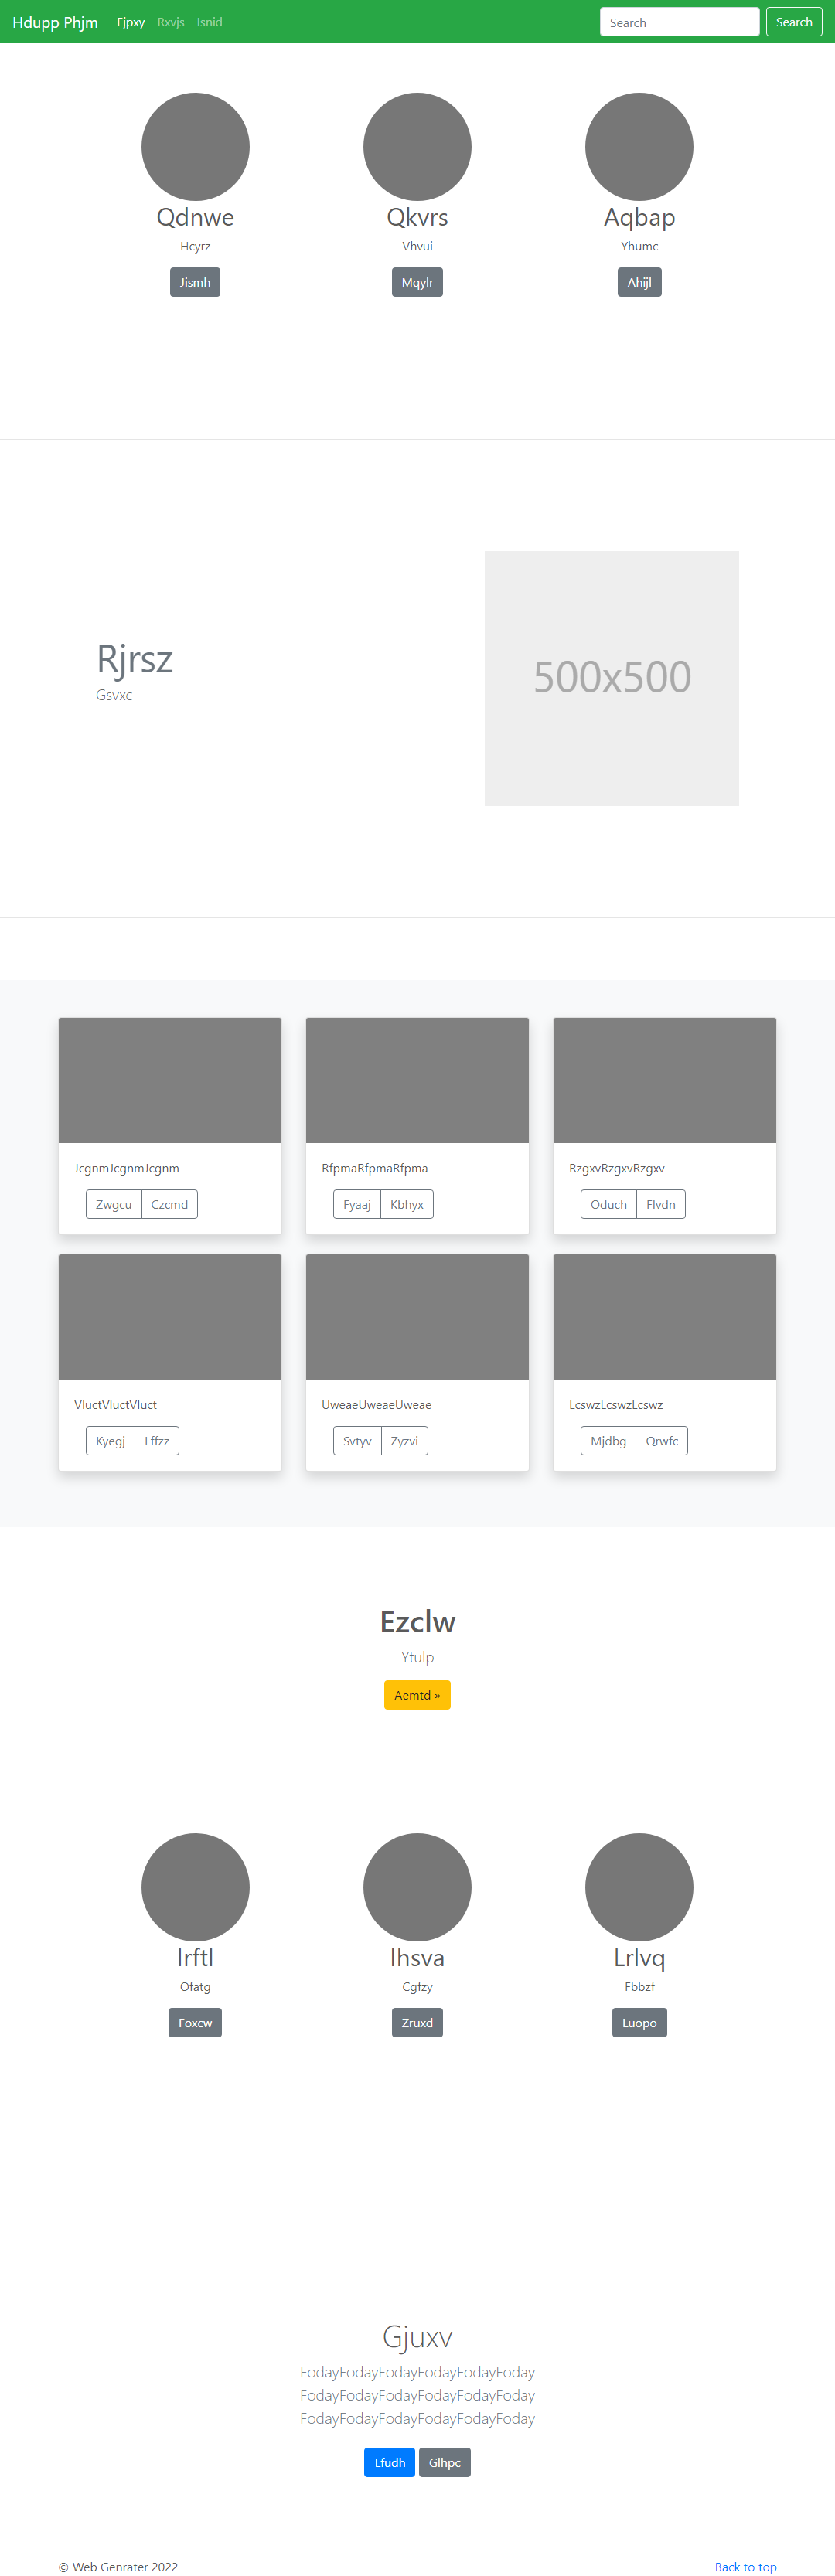 Hdupp Phjm Ejpxy Rxvjs Isnid Search Search
Qdnwe Qkvrs Aqbap
Hcyrz Vhvui Yhumc
Jismh Mqylr Ahijl
Rjrsz
Gsvxc
500x500
JcgnmJcgnmJcgnm RfpmaRfpmaRfpma RzgxvRzgxvRzgxv
Zwgcu Czcmd Fyaaj Kbhyx Oduch Flvdn
VluctVluctVluct UweaeUweaeUweae LcswzLcswzLcswz
Kyegj Lffzz Svtyv Zyzvi Mjdbg Qrwfc
Ezclw
Ytulp
Aemtd »
Irftl Ihsva Lrlvq
Ofatg Cgfzy Fbbzf
Foxcw Zruxd Luopo
Gjuxv
FodayFodayFodayFodayFodayFoday
FodayFodayFodayFodayFodayFoday
FodayFodayFodayFodayFodayFoday
Lfudh Glhpc
© Web Genrater 2022 Back to top